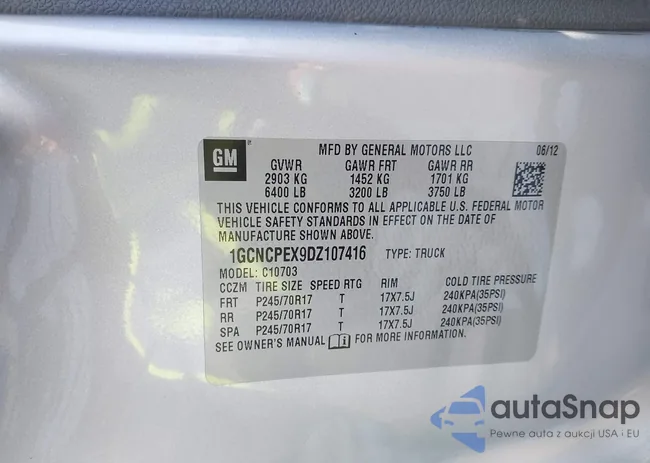 GM
MFD BY GENERAL MOTORS LLC 06/12
GVWR GAWR FRT GAWR RR
2903 KG 1452 KG 1701 KG
6400 LB 3200 LB 3750 LB
THIS VEHICLE CONFORMS TO ALL APPLICABLE U.S. FEDERAL MOTOR
VEHICLE SAFETY STANDARDS IN EFFECT ON THE DATE OF
MANUFACTURE SHOWN ABOVE.
1GCNCPEX9DZ107416 TYPE: TRUCK
MODEL: C10703
CCZM TIRE SIZE SPEED RTG RIM COLD TIRE PRESSURE
FRT P245/70R17 T 17X7.5J 240KPA(35PSI)
RR P245/70R17 T 17X7.5J 240KPA(35PSI)
SPA P245/70R17 T 17X7.5J 240KPA(35PSI)
SEE OWNER'S MANUAL FOR MORE INFORMATION.
autaSnap
Pewne auta z aukcji USA i EU